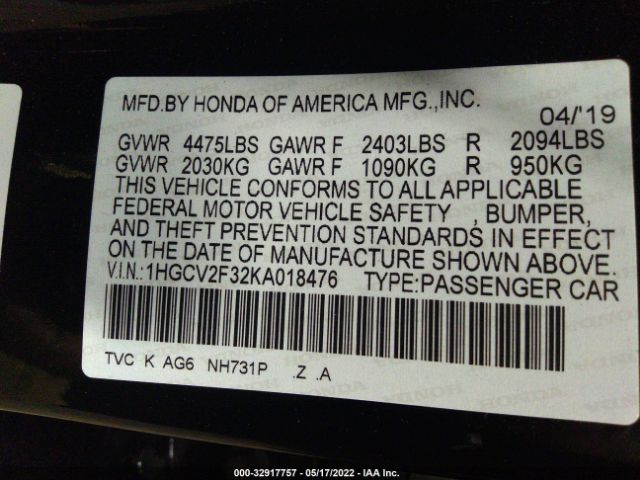 MFD.BY HONDA OF AMERICA MFG.,INC.
04/'19
GVWR 4475LBS GAWR F 2403LBS R 2094LBS
GVWR 2030KG GAWR F 1090KG R 950KG
THIS VEHICLE CONFORMS TO ALL APPLICABLE
FEDERAL MOTOR VEHICLE SAFETY , BUMPER,
AND THEFT PREVENTION STANDARDS IN EFFECT
ON THE DATE OF MANUFACTURE SHOWN ABOVE.
V.I.N.:1HGCV2F32KA018476 TYPE:PASSENGER CAR
TVC K AG6 NH731P .Z .A
000-32917757 - 05/17/2022 - IAA Inc.